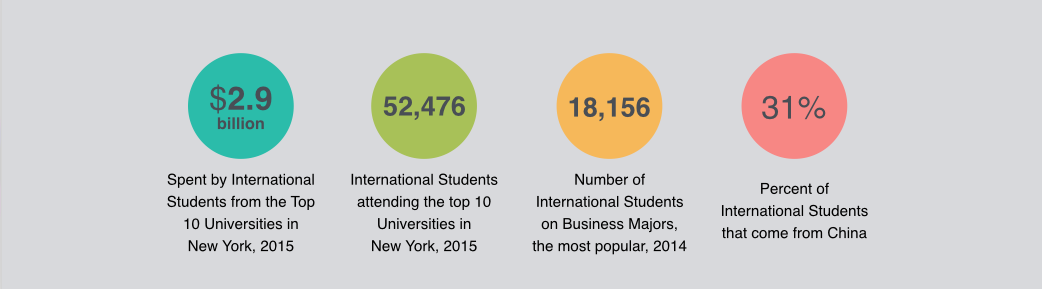 $2.9
billion
Spent by International
Students from the Top
10 Universities in
New York, 2015
52,476
International Students
attending the top 10
Universities in
New York, 2015
18,156
Number of
International Students
on Business Majors,
the most popular, 2014
31%
Percent of
International Students
that come from China